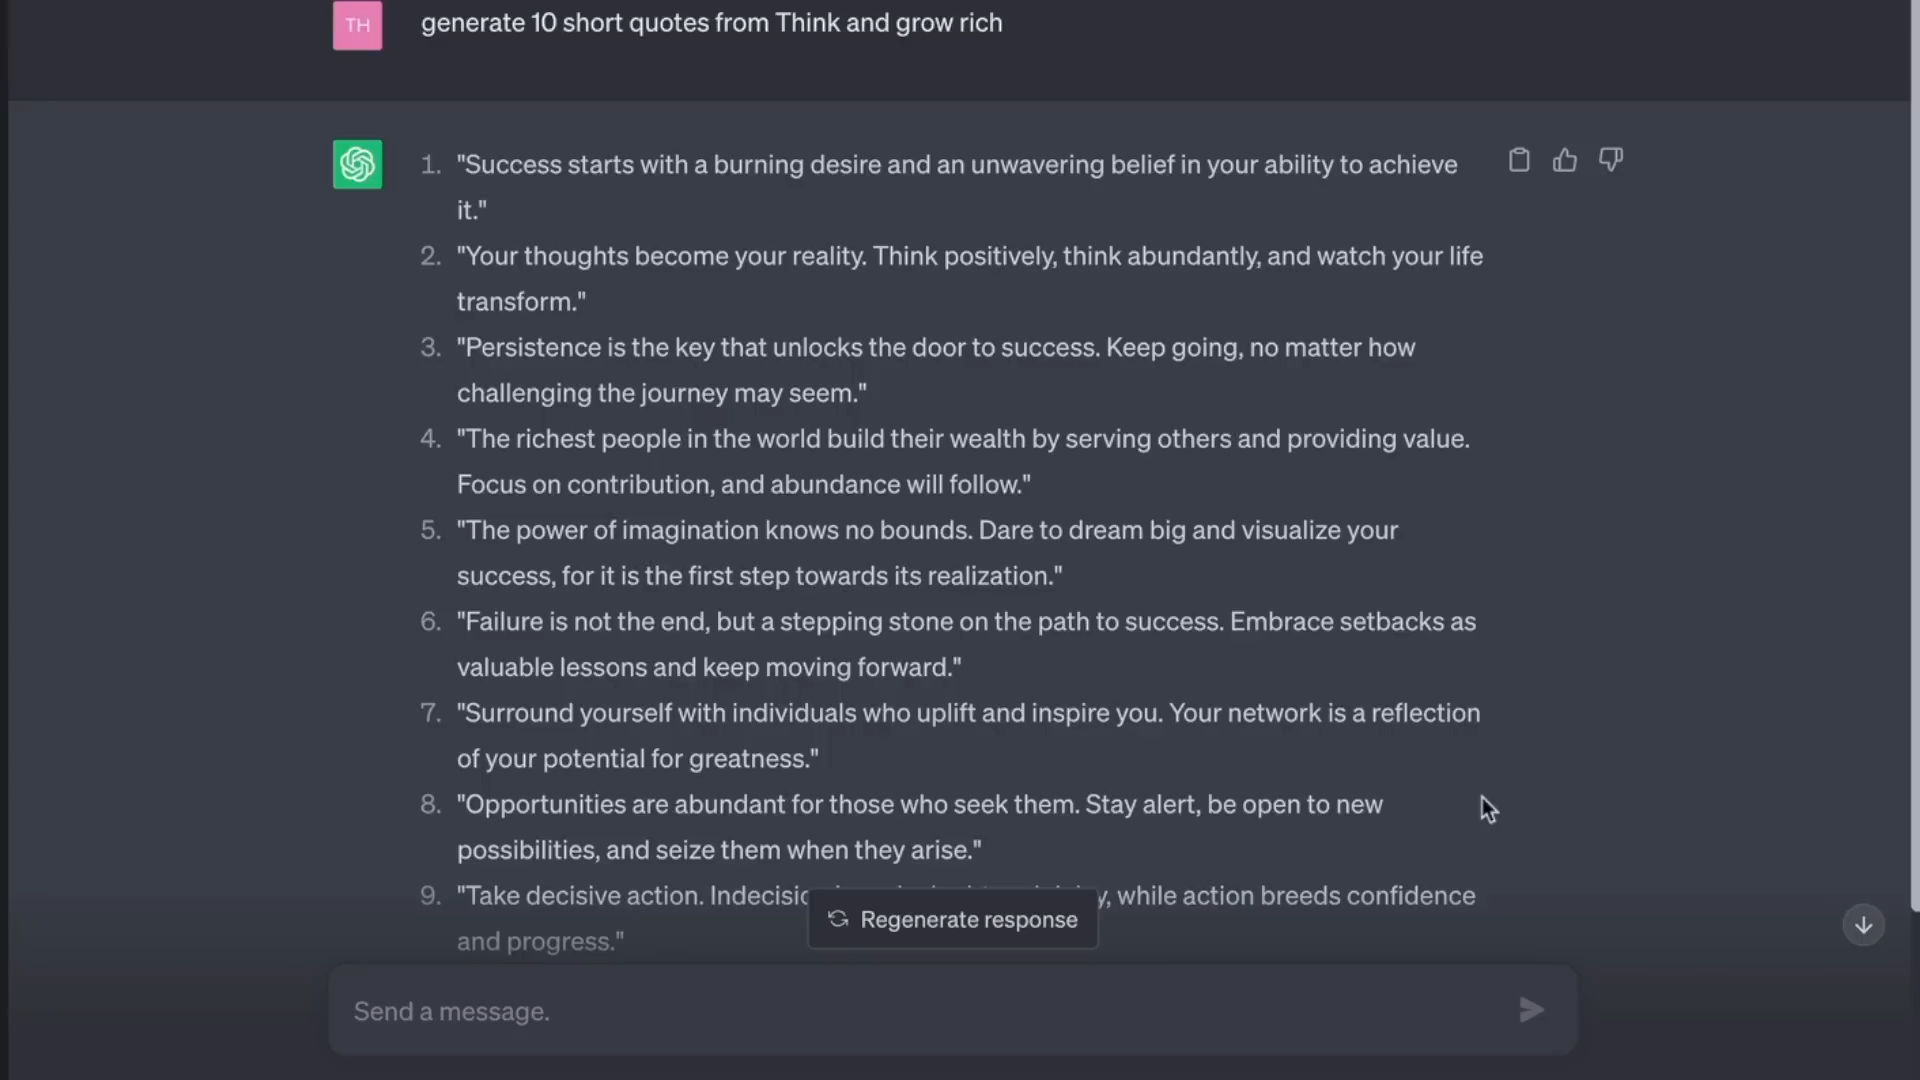 TH
generate 10 short quotes from Think and grow rich
1. "Success starts with a burning desire and an unwavering belief in your ability to achieve
it."
2. "Your thoughts become your reality. Think positively, think abundantly, and watch your life
transform."
3. "Persistence is the key that unlocks the door to success. Keep going, no matter how
challenging the journey may seem."
4. "The richest people in the world build their wealth by serving others and providing value.
Focus on contribution, and abundance will follow."
5. "The power of imagination knows no bounds. Dare to dream big and visualize your
success, for it is the first step towards its realization."
6. "Failure is not the end, but a stepping stone on the path to success. Embrace setbacks as
valuable lessons and keep moving forward."
7. "Surround yourself with individuals who uplift and inspire you. Your network is a reflection
of your potential for greatness."
8. "Opportunities are abundant for those who seek them. Stay alert, be open to new
possibilities, and seize them when they arise."
9. "Take decisive action. while action breeds confidence
and progress."
Regenerate response
Send a message.